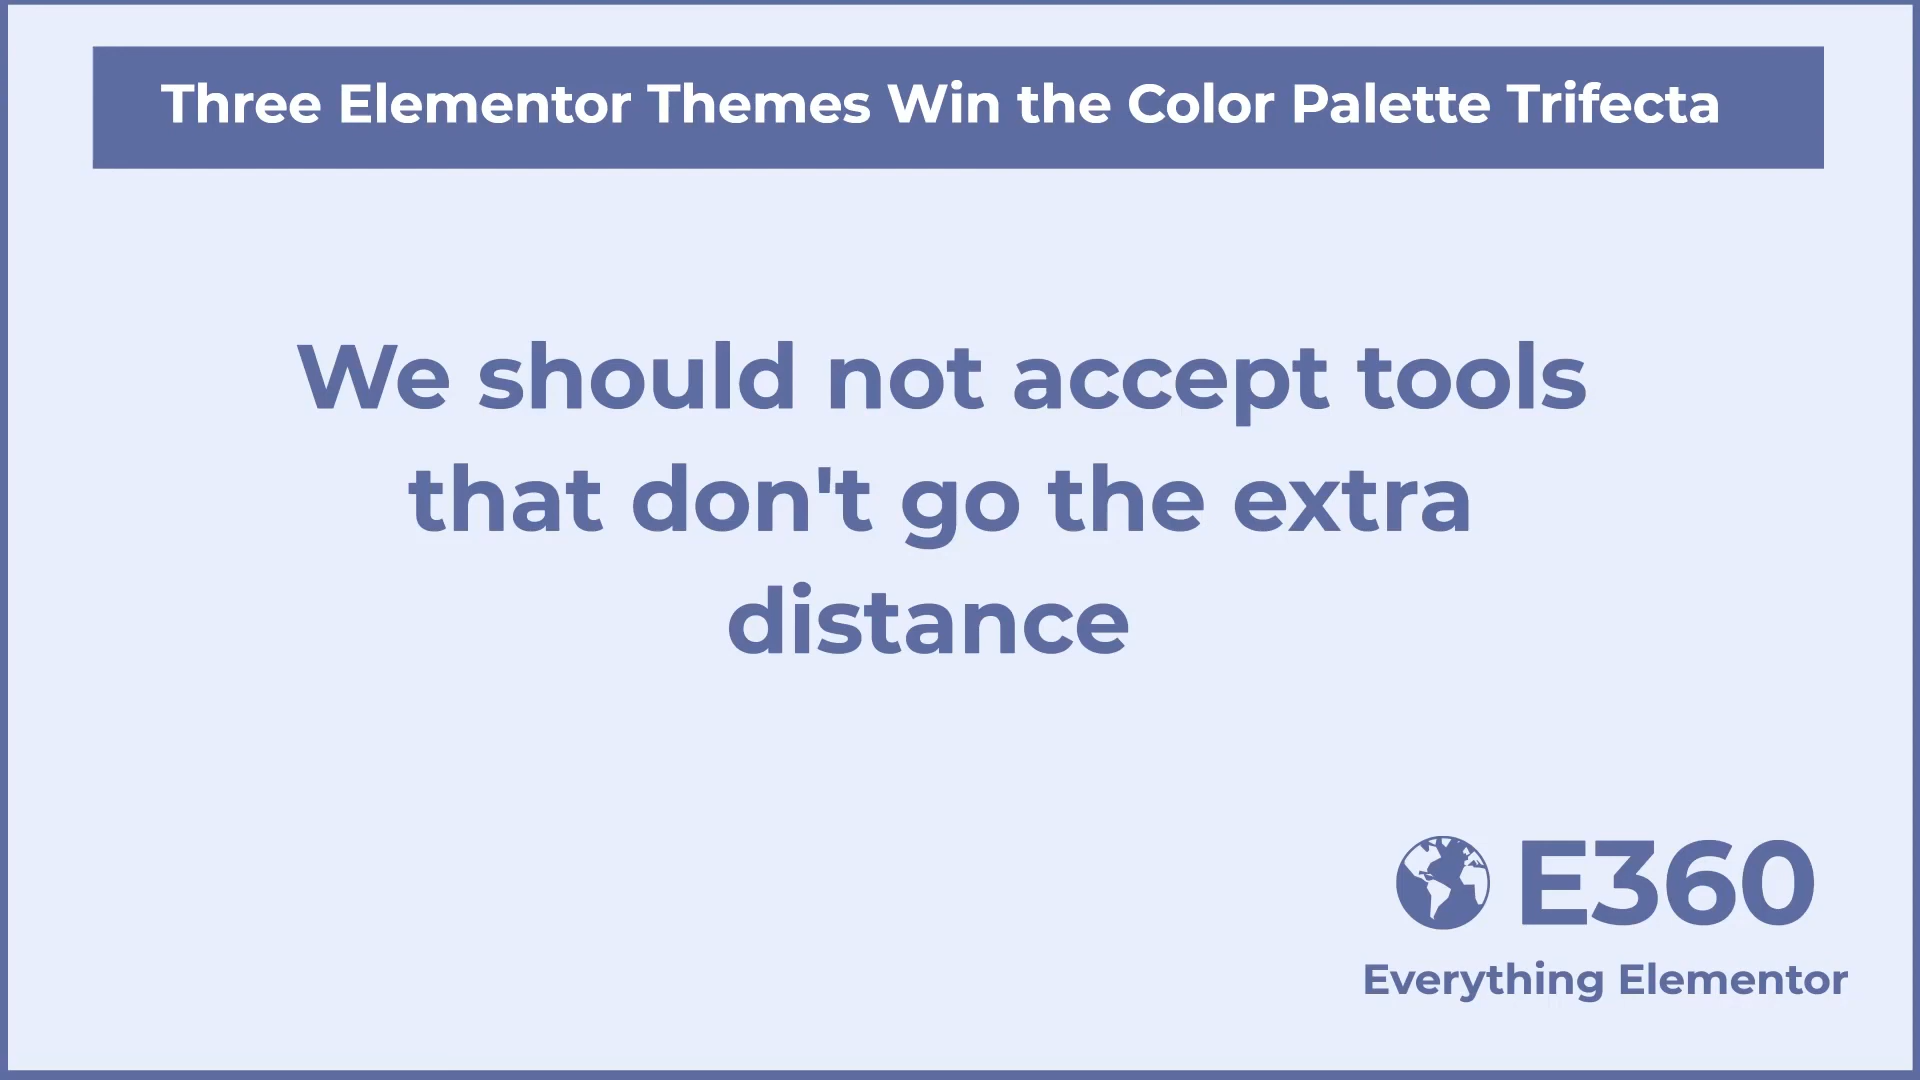 Three Elementor Themes Win the Color Palette Trifecta
We should not accept tools
that don't go the extra
distance
E360
Everything Elementor